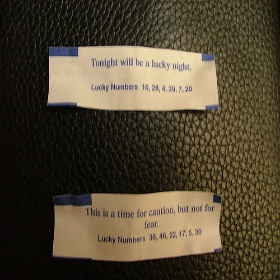 Tonight will be a lucky night.
Lucky Numbers 16, 28, 4, 39, 7, 20
This is a time for caution, but not for
fear.
Lucky Numbers 36, 46, 22, 17, 5, 30